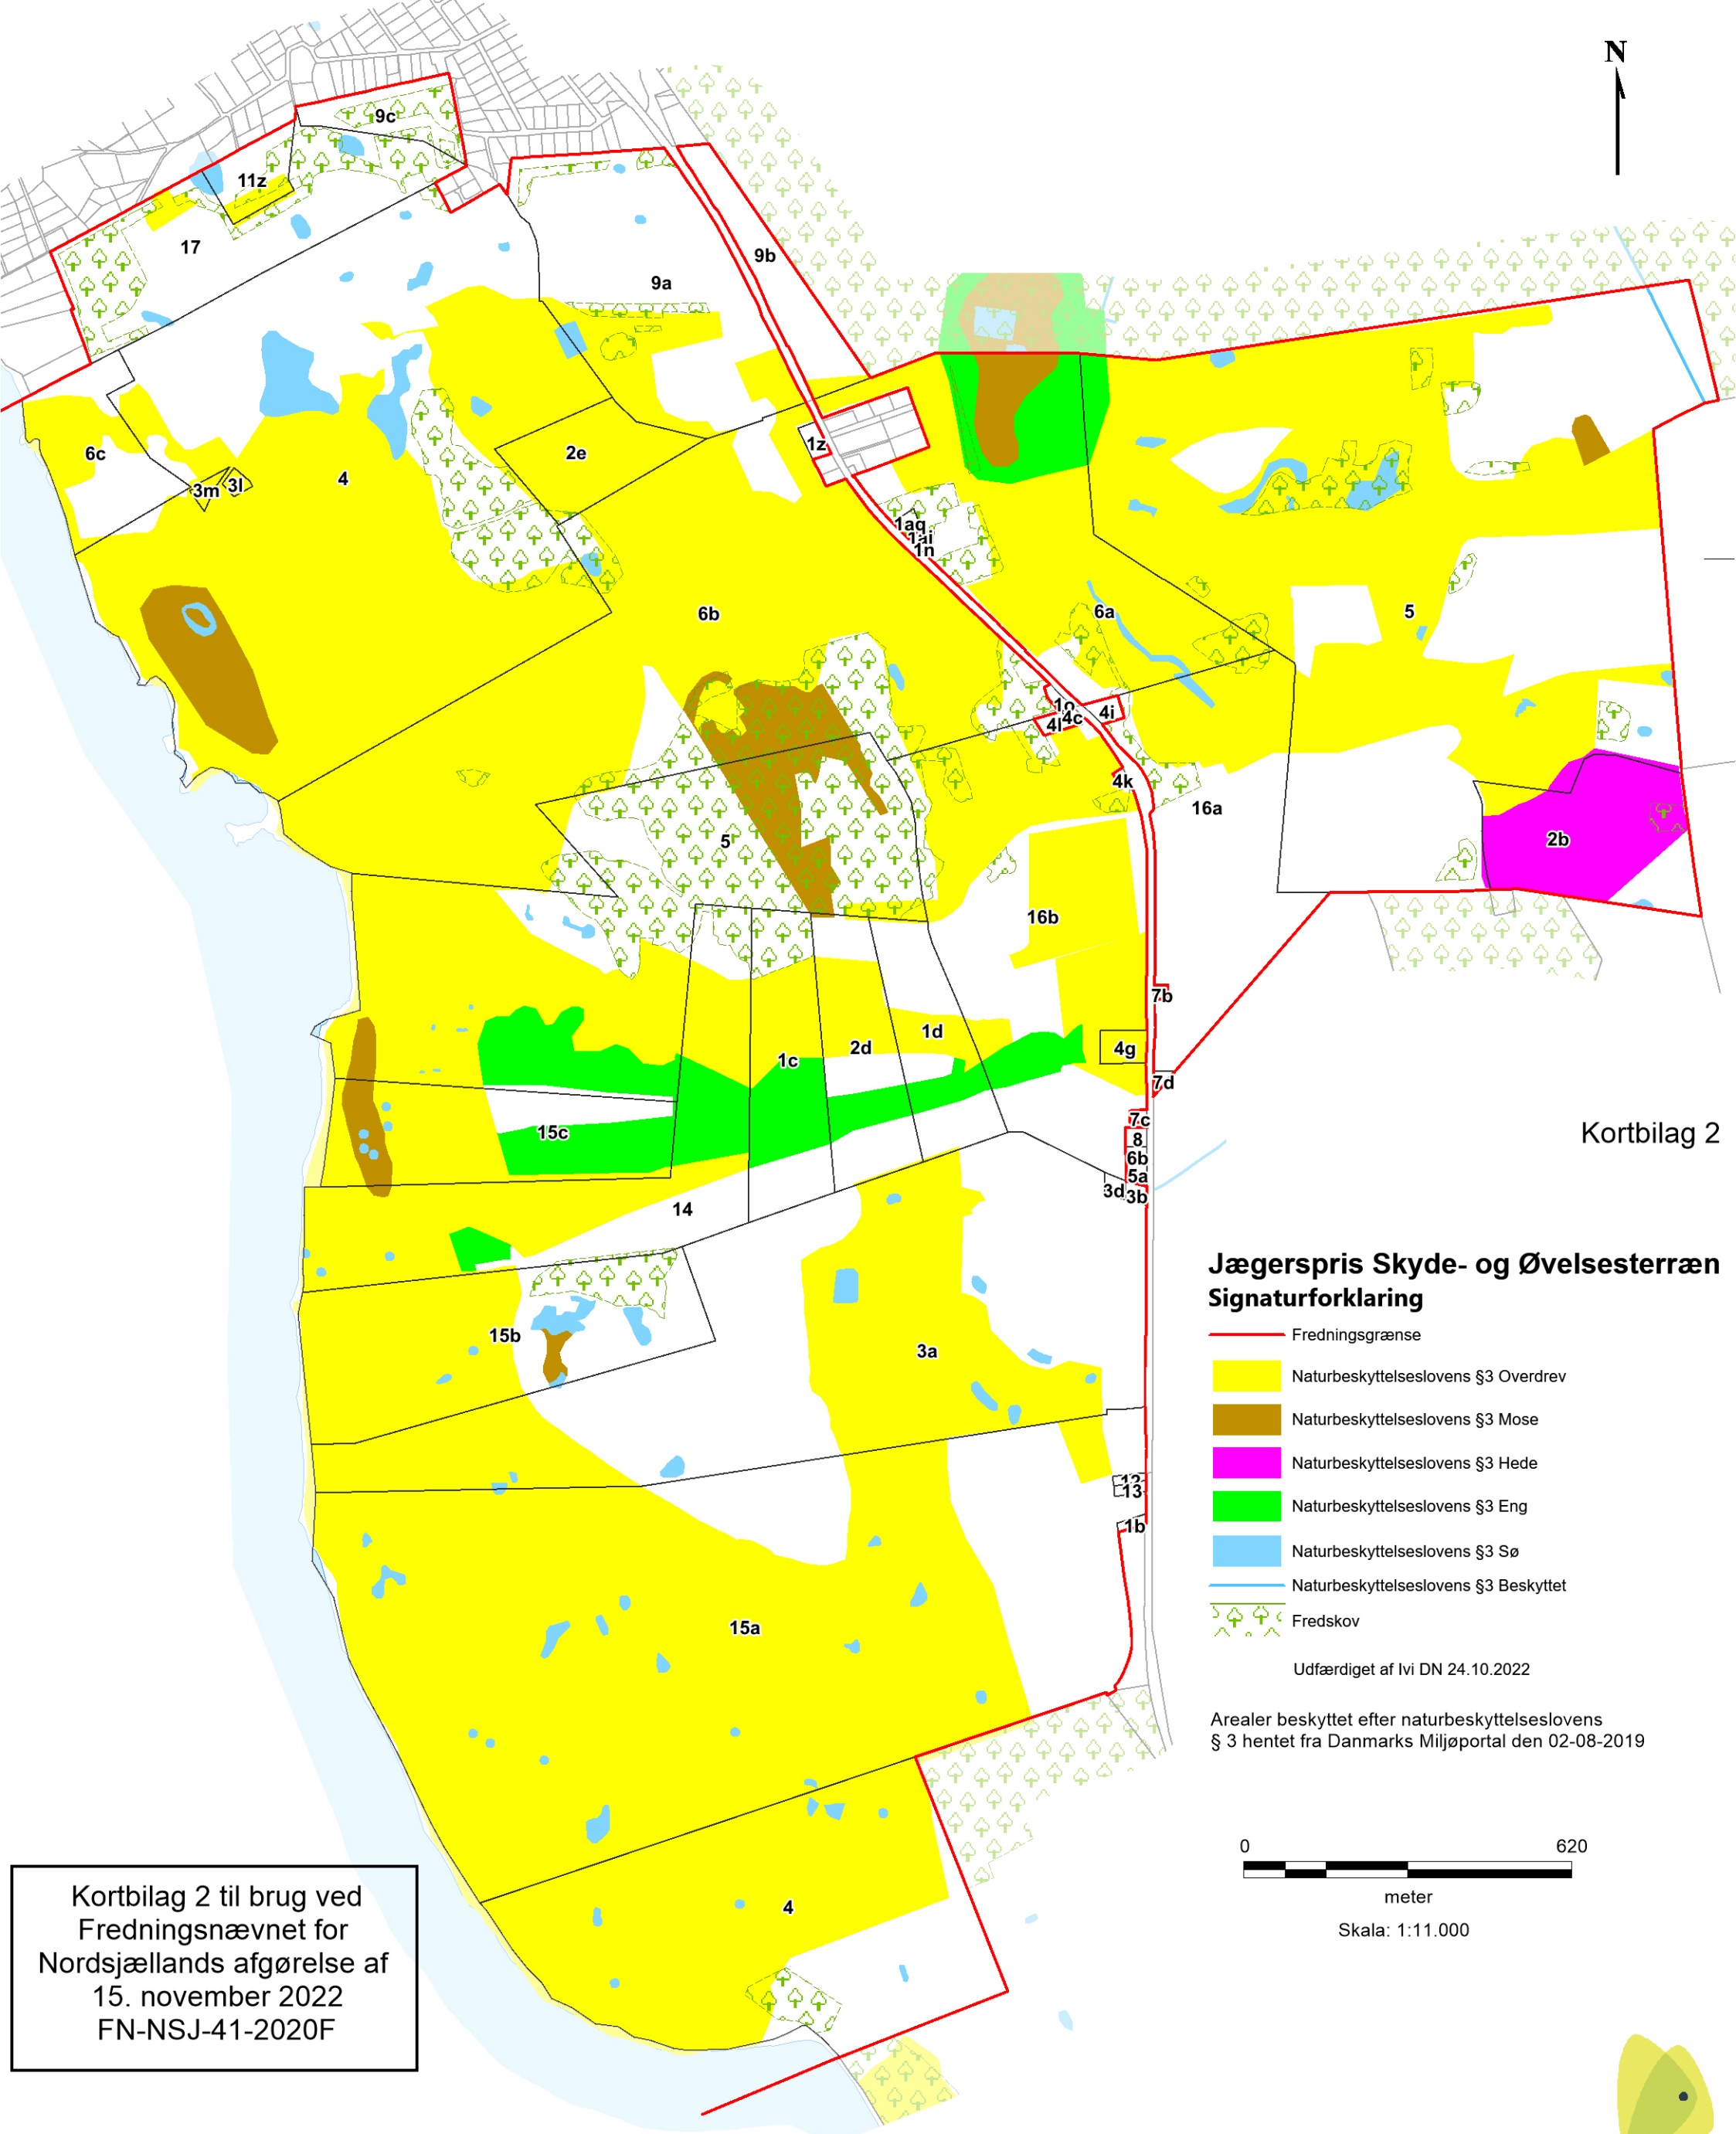 N
9c
11z
17
9b
9a
6c
3m
3l
4
2e
1z
1aq
1ai
1n
6b
6a
5
1o
4l
4c
4i
4k
16a
2b
5
16b
7b
1d
2d
1c
4g
7d
7c
8
6b
5a
3d
3b
15c
14
15b
3a
12
13
1b
15a
4
Kortbilag 2
Jægerspris Skyde- og Øvelsesterræn
Signaturforklaring
Fredningsgrænse
Naturbeskyttelseslovens §3 Overdrev
Naturbeskyttelseslovens §3 Mose
Naturbeskyttelseslovens §3 Hede
Naturbeskyttelseslovens §3 Eng
Naturbeskyttelseslovens §3 Sø
Naturbeskyttelseslovens §3 Beskyttet
Fredskov
Udfærdiget af lvi DN 24.10.2022
Arealer beskyttet efter naturbeskyttelseslovens
§ 3 hentet fra Danmarks Miljøportal den 02-08-2019
0 620
meter
Skala: 1:11.000
Kortbilag 2 til brug ved
Fredningsnævnet for
Nordsjællands afgørelse af
15. november 2022
FN-NSJ-41-2020F